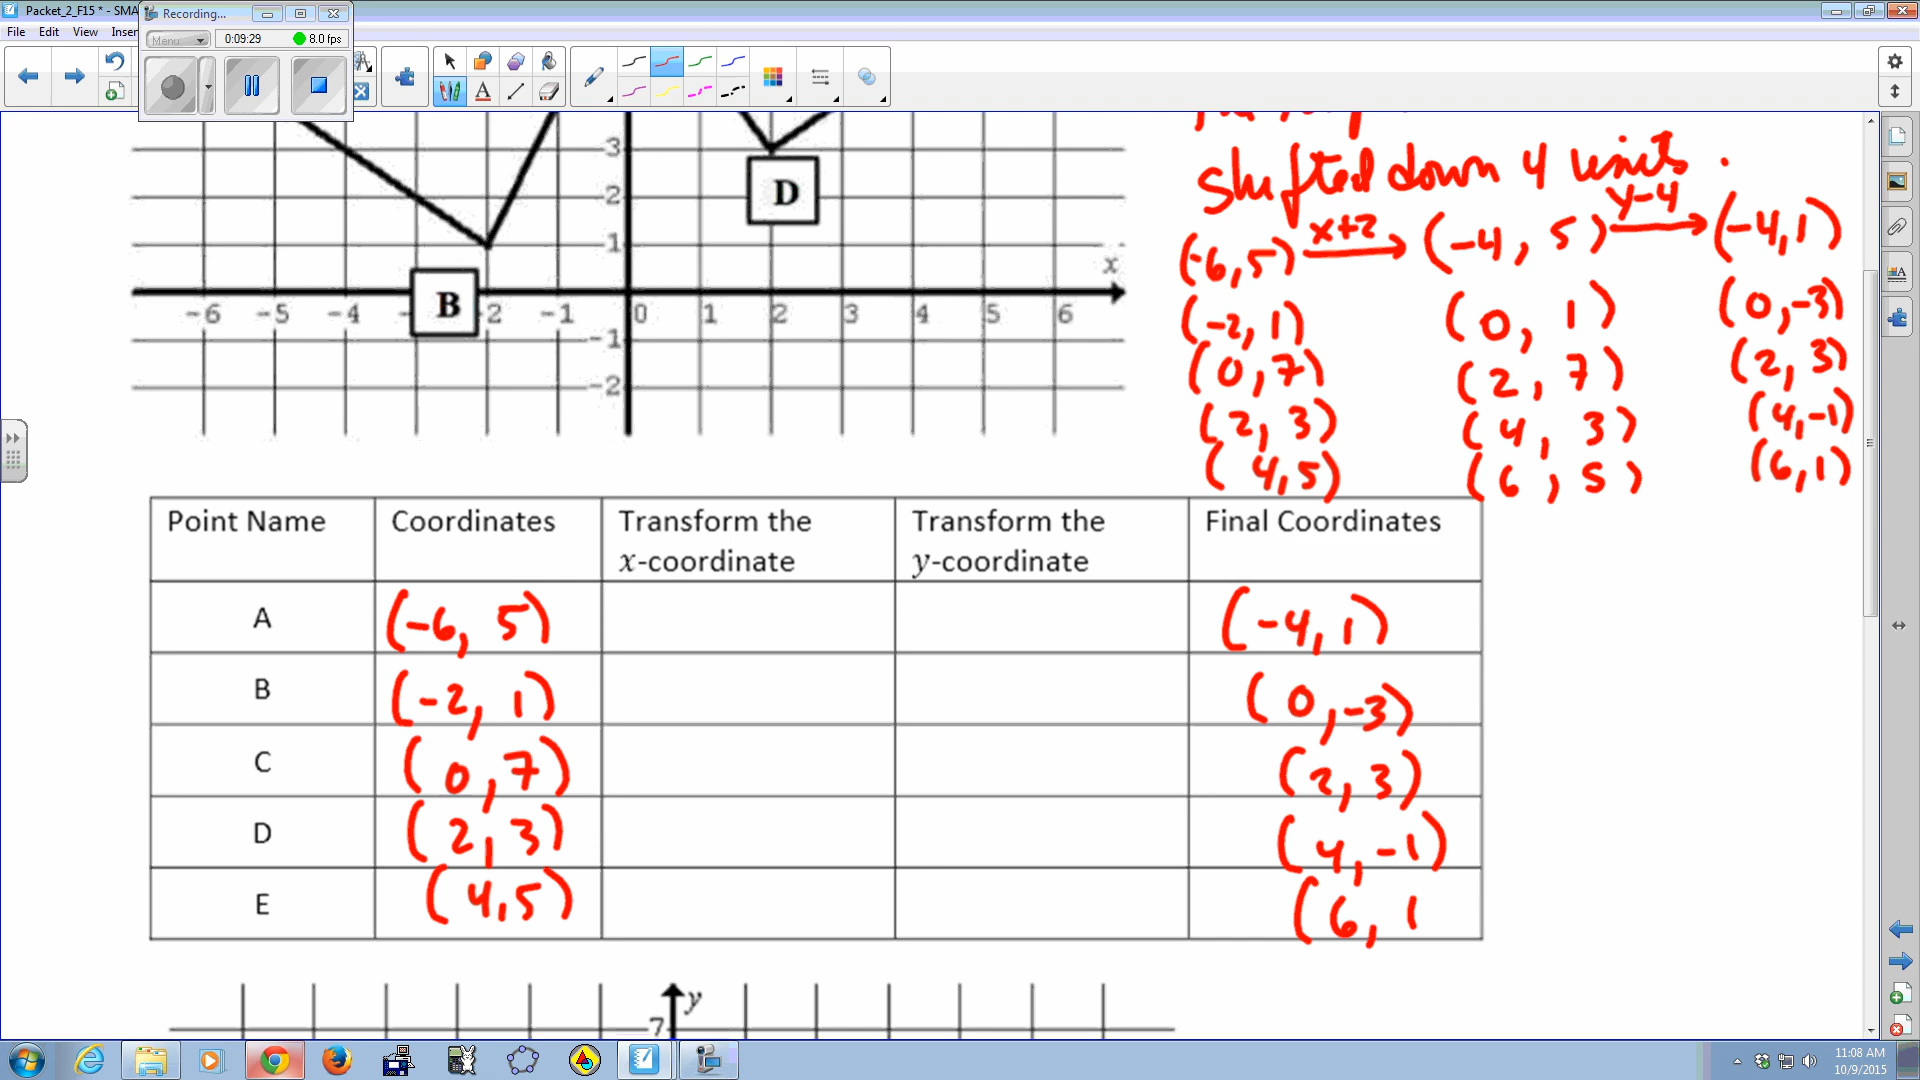 Packet_2_F15 * - SMA
Recording...
File Edit View Inser
Menu 0:09:29 8.0 fps
shifted down 4 units.
(-6,5) x+2 (-4, 5) y-4 (-4,1)
(-2, 1) (0, 1) (0,-3)
(0,7) (2, 7) (2, 3)
(2, 3) (4, 3) (4,-1)
(4,5) (6, 5) (6,1)
3
2
1
D
x
B
-6 -5 -4 - 2 -1 0 1 2 3 4 5 6
-1
-2
Point Name Coordinates Transform the x-coordinate Transform the y-coordinate Final Coordinates
A (-6, 5) (-4, 1)
B (-2, 1) (0, -3)
C (0, 7) (2, 3)
D (2, 3) (4, -1)
E (4,5) (6, 1
y
7
11:08 AM
10/9/2015